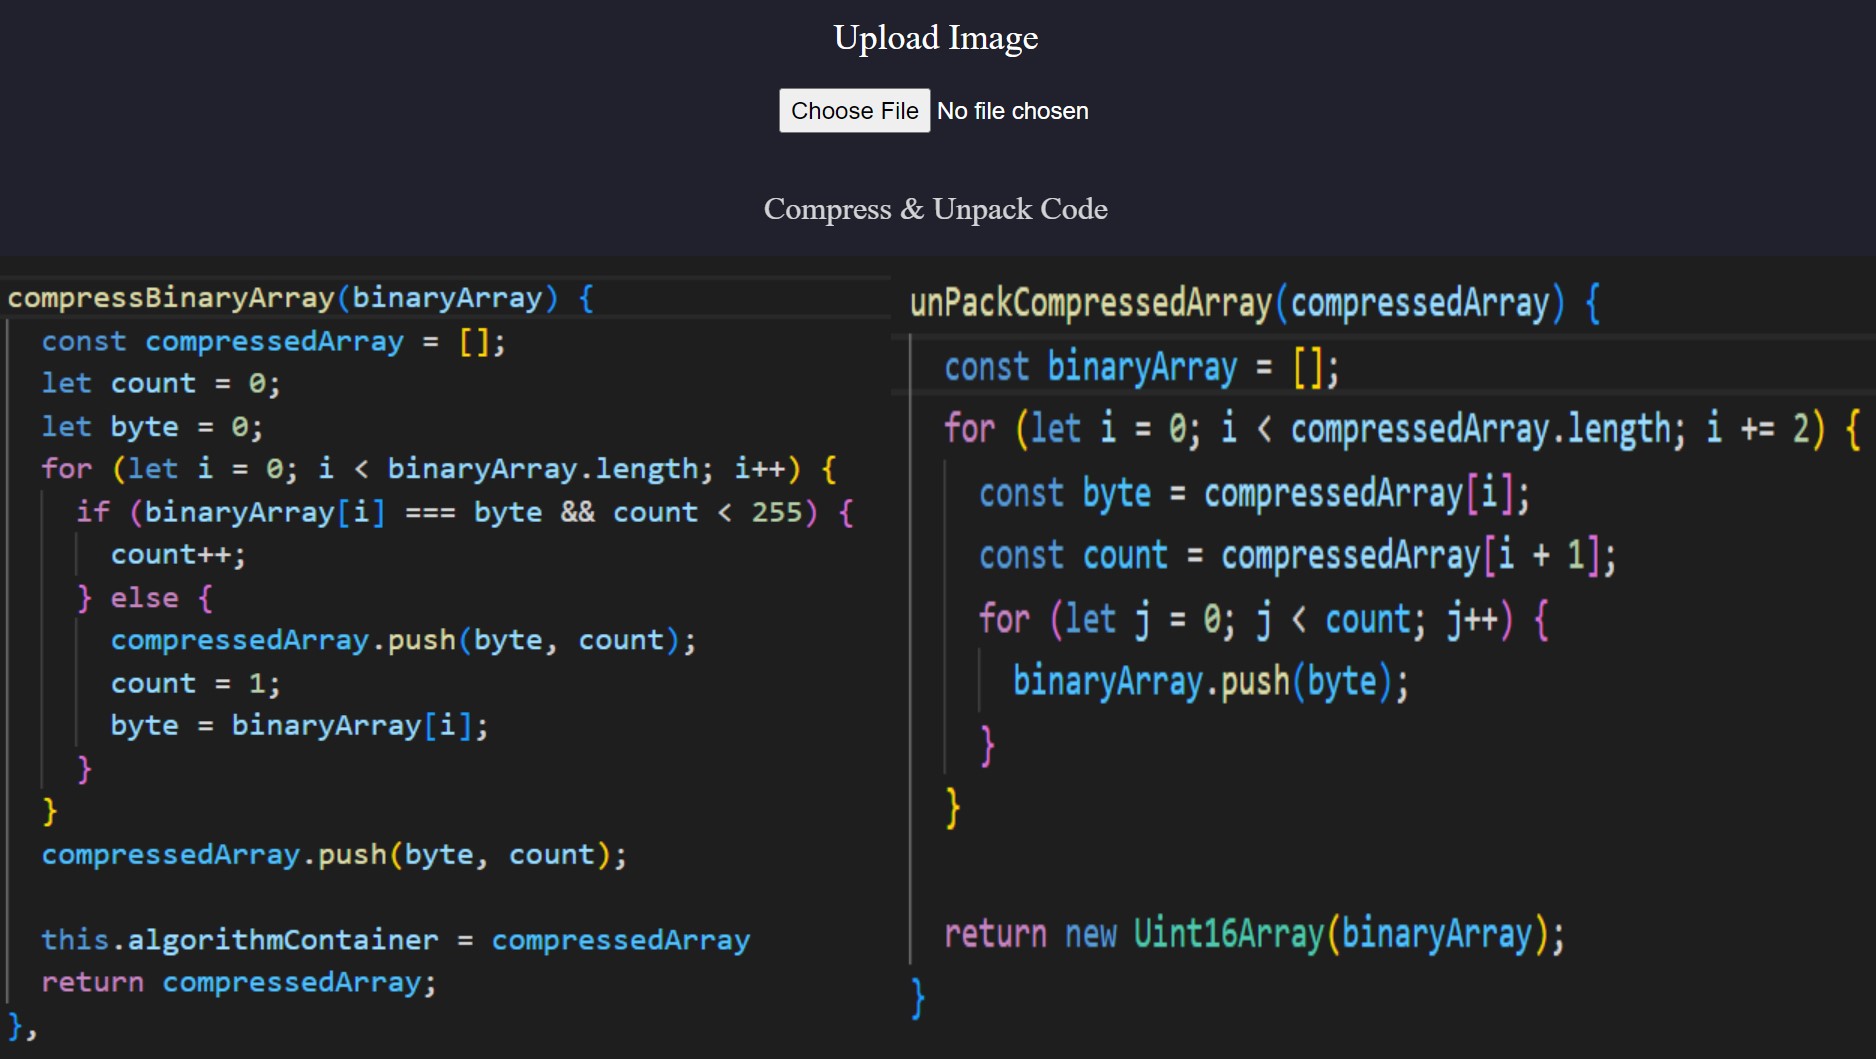 Upload Image
Choose File No file chosen
Compress & Unpack Code
compressBinaryArray(binaryArray) {
const compressedArray = [];
let count = 0;
let byte = 0;
for (let i = 0; i < binaryArray.length; i++) {
if (binaryArray[i] === byte && count < 255) {
count++;
} else {
compressedArray.push(byte, count);
count = 1;
byte = binaryArray[i];
}
}
compressedArray.push(byte, count);
this.algorithmContainer = compressedArray
return compressedArray;
},
unPackCompressedArray(compressedArray) {
const binaryArray = [];
for (let i = 0; i < compressedArray.length; i += 2) {
const byte = compressedArray[i];
const count = compressedArray[i + 1];
for (let j = 0; j < count; j++) {
binaryArray.push(byte);
}
}
return new Uint16Array(binaryArray);
}